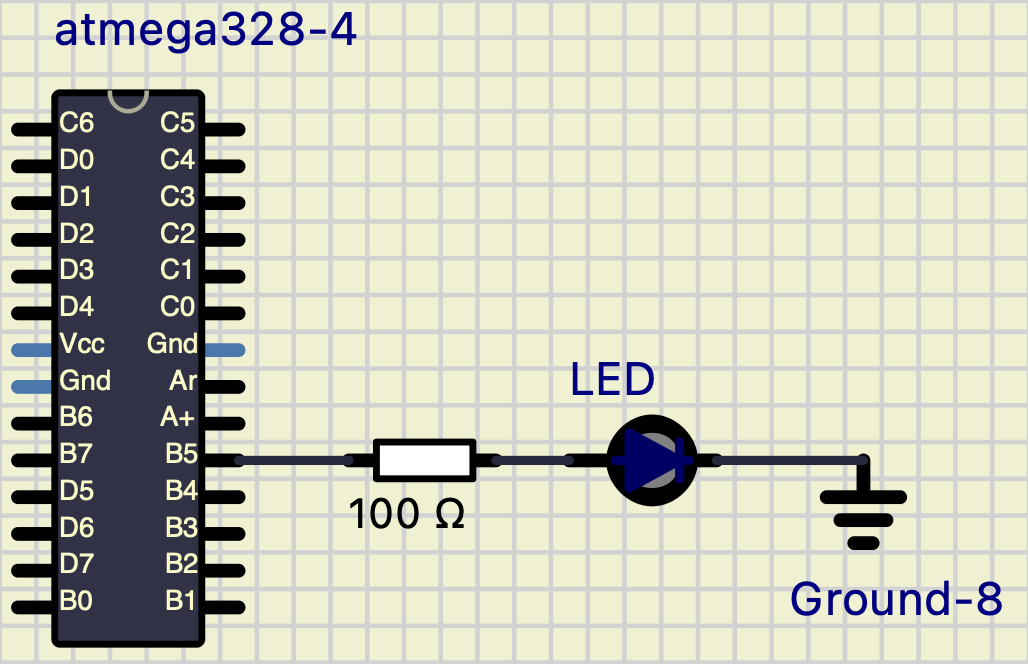 atmega328-4
C6 C5
D0 C4
D1 C3
D2 C2
D3 C1
D4 C0
Vcc Gnd
Gnd Ar
B6 A+
B7 B5
D5 B4
D6 B3
D7 B2
B0 B1
100 Ω
LED
Ground-8